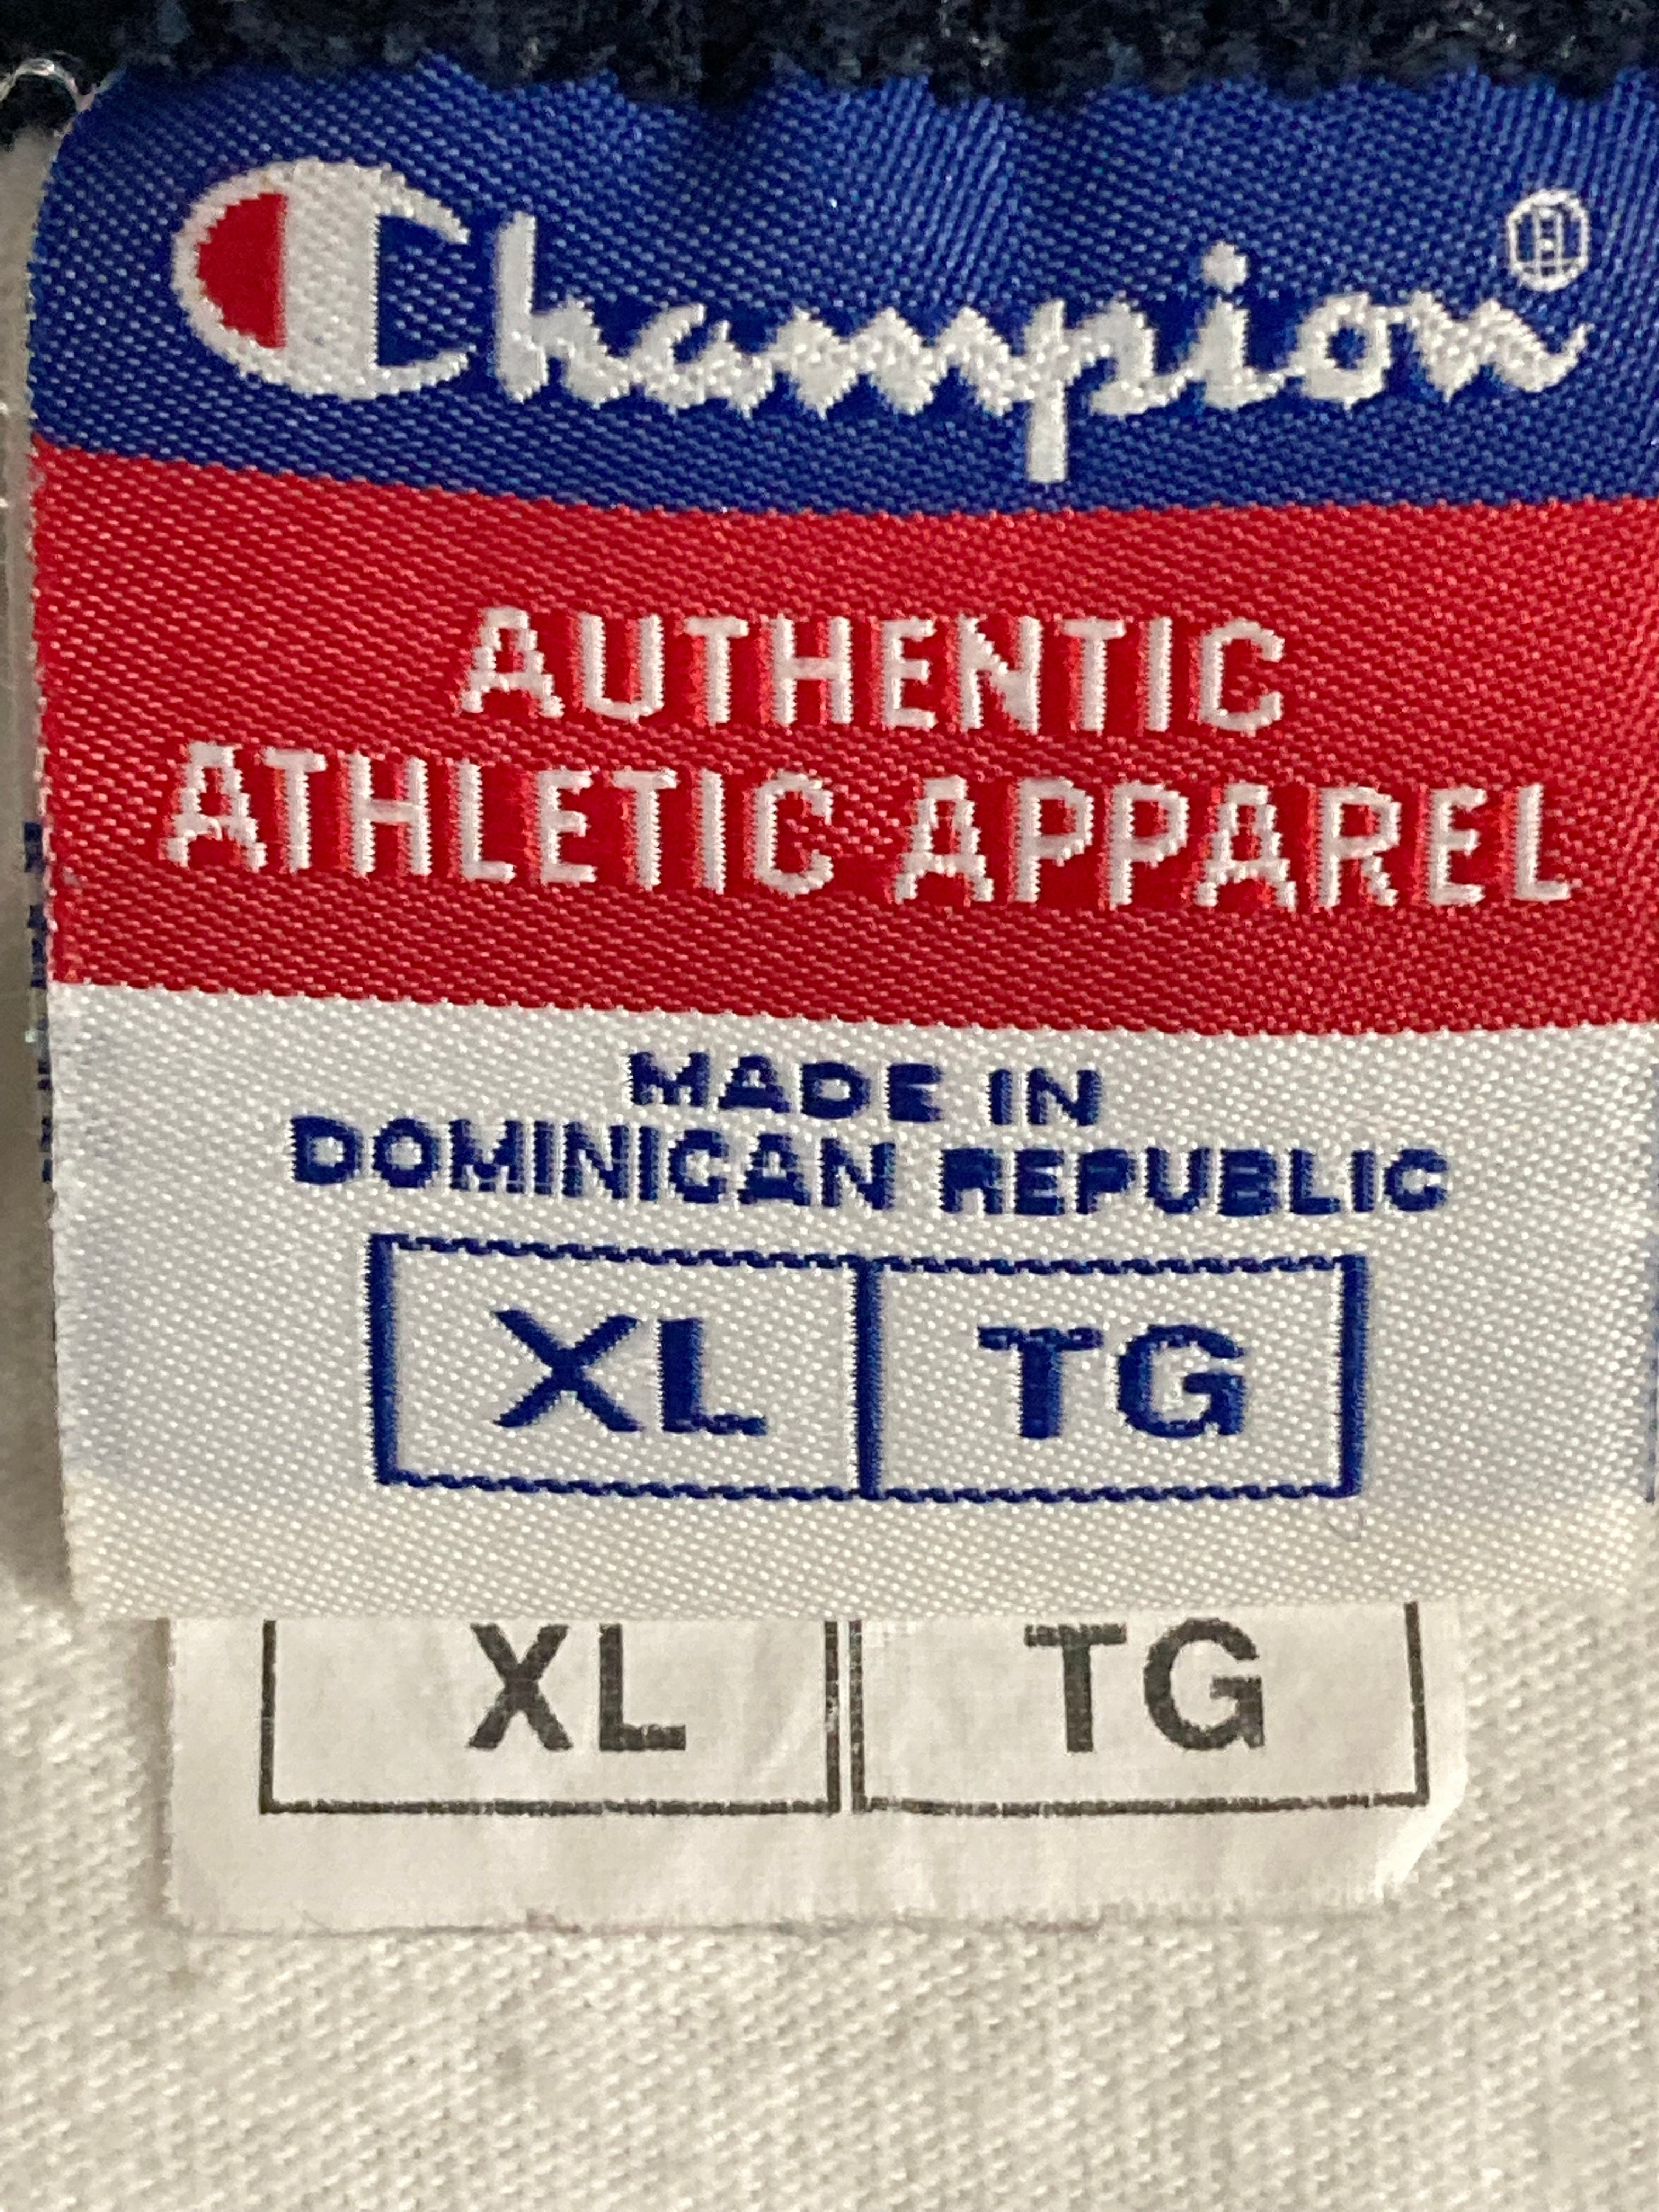 Champion®
AUTHENTIC
ATHLETIC APPAREL
MADE IN
DOMINICAN REPUBLIC
XL TG
XL TG